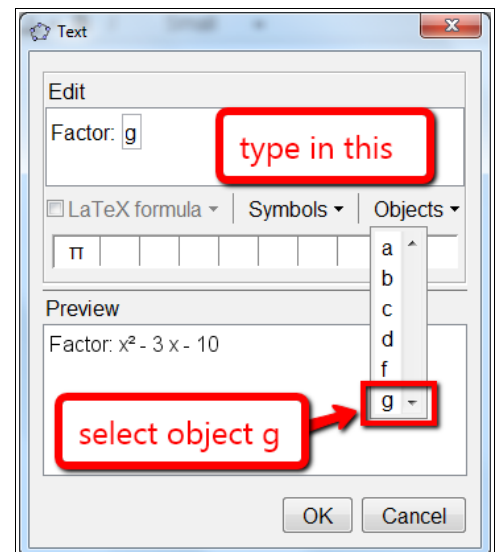 Text
Edit
Factor: g
type in this
LaTeX formula Symbols Objects
π
a
b
c
d
f
g
Preview
Factor: x² - 3 x - 10
select object g
OK Cancel